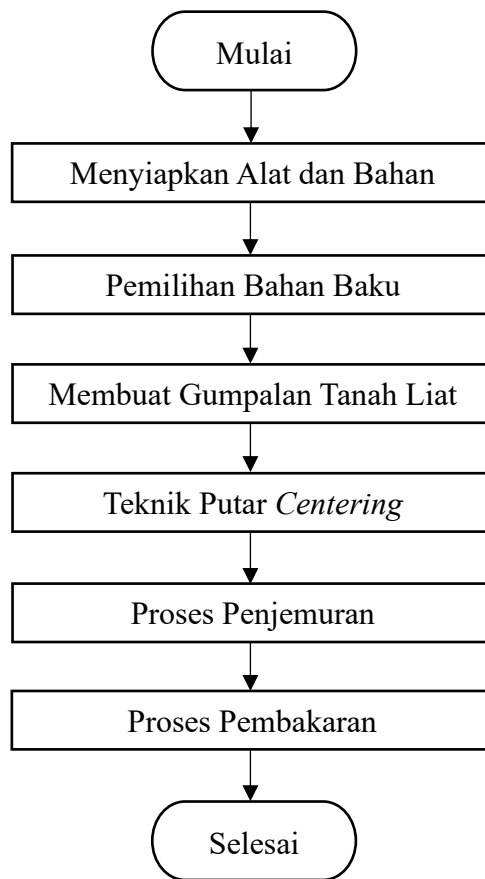 Mulai
Menyiapkan Alat dan Bahan
Pemilihan Bahan Baku
Membuat Gumpalan Tanah Liat
Teknik Putar Centering
Proses Penjemuran
Proses Pembakaran
Selesai